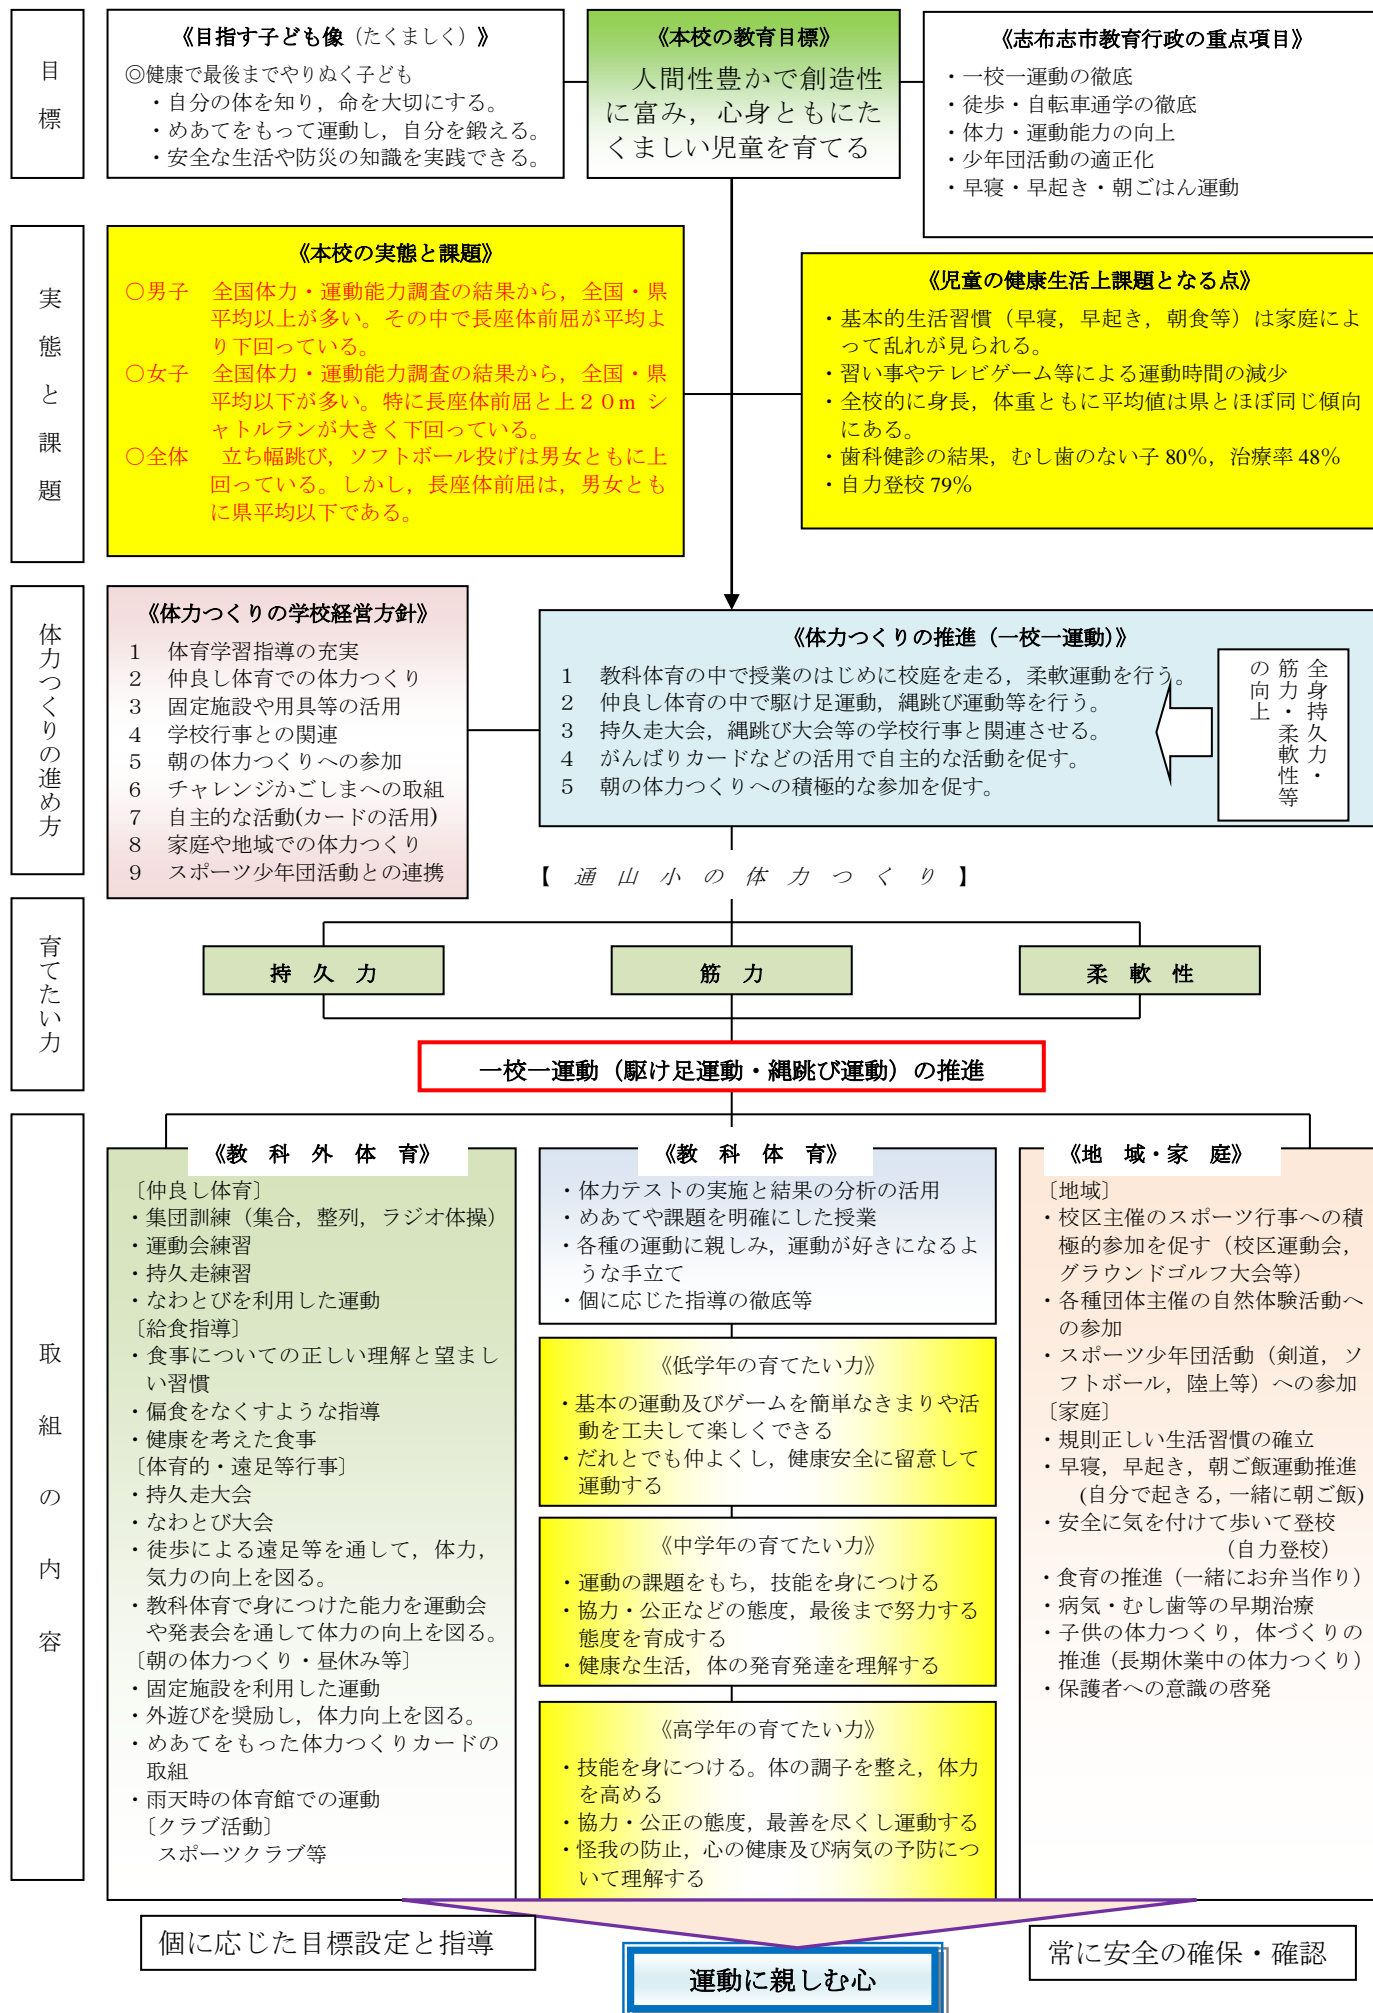 目標
《目指す子ども像（たくましく）》
◎健康で最後までやりぬく子ども
・自分の体を知り，命を大切にする。
・めあてをもって運動し，自分を鍛える。
・安全な生活や防災の知識を実践できる。
《本校の教育目標》
人間性豊かで創造性
に富み，心身ともにた
くましい児童を育てる
《志布志市教育行政の重点項目》
・一校一運動の徹底
・徒歩・自転車通学の徹底
・体力・運動能力の向上
・少年団活動の適正化
・早寝・早起き・朝ごはん運動
実態と課題
《本校の実態と課題》
○男子　全国体力・運動能力調査の結果から，全国・県
平均以上が多い。その中で長座体前屈が平均よ
り下回っている。
○女子　全国体力・運動能力調査の結果から，全国・県
平均以下が多い。特に長座体前屈と上２０ｍ シ
ャトルランが大きく下回っている。
○全体　立ち幅跳び，ソフトボール投げは男女ともに上
回っている。しかし，長座体前屈は，男女とも
に県平均以下である。
《児童の健康生活上課題となる点》
・基本的生活習慣（早寝，早起き，朝食等）は家庭によ
って乱れが見られる。
・習い事やテレビゲーム等による運動時間の減少
・全校的に身長，体重ともに平均値は県とほぼ同じ傾向
にある。
・歯科健診の結果，むし歯のない子 80%，治療率 48%
・自力登校 79%
体力つくりの進め方
《体力つくりの学校経営方針》
１　体育学習指導の充実
２　仲良し体育での体力つくり
３　固定施設や用具等の活用
４　学校行事との関連
５　朝の体力つくりへの参加
６　チャレンジかごしまへの取組
７　自主的な活動(カードの活用)
８　家庭や地域での体力つくり
９　スポーツ少年団活動との連携
《体力つくりの推進（一校一運動）》
１　教科体育の中で授業のはじめに校庭を走る，柔軟運動を行う。
２　仲良し体育の中で駆け足運動，縄跳び運動等を行う。
３　持久走大会，縄跳び大会等の学校行事と関連させる。
４　がんばりカードなどの活用で自主的な活動を促す。
５　朝の体力つくりへの積極的な参加を促す。
全身持久力・
筋力・柔軟性等
の向上
【 通 山 小 の 体 力 つ く り 】
育てたい力
持 久 力
筋 力
柔 軟 性
一校一運動（駆け足運動・縄跳び運動）の推進
取組の内容
《教 科 外 体 育》
〔仲良し体育〕
・集団訓練（集合，整列，ラジオ体操）
・運動会練習
・持久走練習
・なわとびを利用した運動
〔給食指導〕
・食事についての正しい理解と望まし
い習慣
・偏食をなくすような指導
・健康を考えた食事
〔体育的・遠足等行事〕
・持久走大会
・なわとび大会
・徒歩による遠足等を通して，体力，
気力の向上を図る。
・教科体育で身につけた能力を運動会
や発表会を通して体力の向上を図る。
〔朝の体力つくり・昼休み等〕
・固定施設を利用した運動
・外遊びを奨励し，体力向上を図る。
・めあてをもった体力つくりカードの
取組
・雨天時の体育館での運動
〔クラブ活動〕
スポーツクラブ等
《教 科 体 育》
・体力テストの実施と結果の分析の活用
・めあてや課題を明確にした授業
・各種の運動に親しみ，運動が好きになるよ
うな手立て
・個に応じた指導の徹底等
《低学年の育てたい力》
・基本の運動及びゲームを簡単なきまりや活
動を工夫して楽しくできる
・だれとでも仲よくし，健康安全に留意して
運動する
《中学年の育てたい力》
・運動の課題をもち，技能を身につける
・協力・公正などの態度，最後まで努力する
態度を育成する
・健康な生活，体の発育発達を理解する
《高学年の育てたい力》
・技能を身につける。体の調子を整え，体力
を高める
・協力・公正の態度，最善を尽くし運動する
・怪我の防止，心の健康及び病気の予防につ
いて理解する
《地 域・家 庭》
〔地域〕
・校区主催のスポーツ行事への積
極的参加を促す（校区運動会，
グラウンドゴルフ大会等）
・各種団体主催の自然体験活動へ
の参加
・スポーツ少年団活動（剣道，ソ
フトボール，陸上等）への参加
〔家庭〕
・規則正しい生活習慣の確立
・早寝，早起き，朝ご飯運動推進
(自分で起きる，一緒に朝ご飯)
・安全に気を付けて歩いて登校
（自力登校）
・食育の推進（一緒にお弁当作り）
・病気・むし歯等の早期治療
・子供の体力つくり，体づくりの
推進（長期休業中の体力つくり）
・保護者への意識の啓発
個に応じた目標設定と指導
運動に親しむ心
常に安全の確保・確認